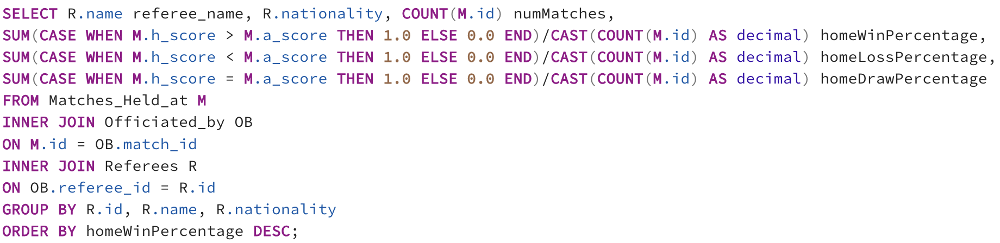 SELECT R.name referee_name, R.nationality, COUNT(M.id) numMatches,
SUM(CASE WHEN M.h_score > M.a_score THEN 1.0 ELSE 0.0 END)/CAST(COUNT(M.id) AS decimal) homeWinPercentage,
SUM(CASE WHEN M.h_score < M.a_score THEN 1.0 ELSE 0.0 END)/CAST(COUNT(M.id) AS decimal) homeLossPercentage,
SUM(CASE WHEN M.h_score = M.a_score THEN 1.0 ELSE 0.0 END)/CAST(COUNT(M.id) AS decimal) homeDrawPercentage
FROM Matches_Held_at M
INNER JOIN Officiated_by OB
ON M.id = OB.match_id
INNER JOIN Referees R
ON OB.referee_id = R.id
GROUP BY R.id, R.name, R.nationality
ORDER BY homeWinPercentage DESC;